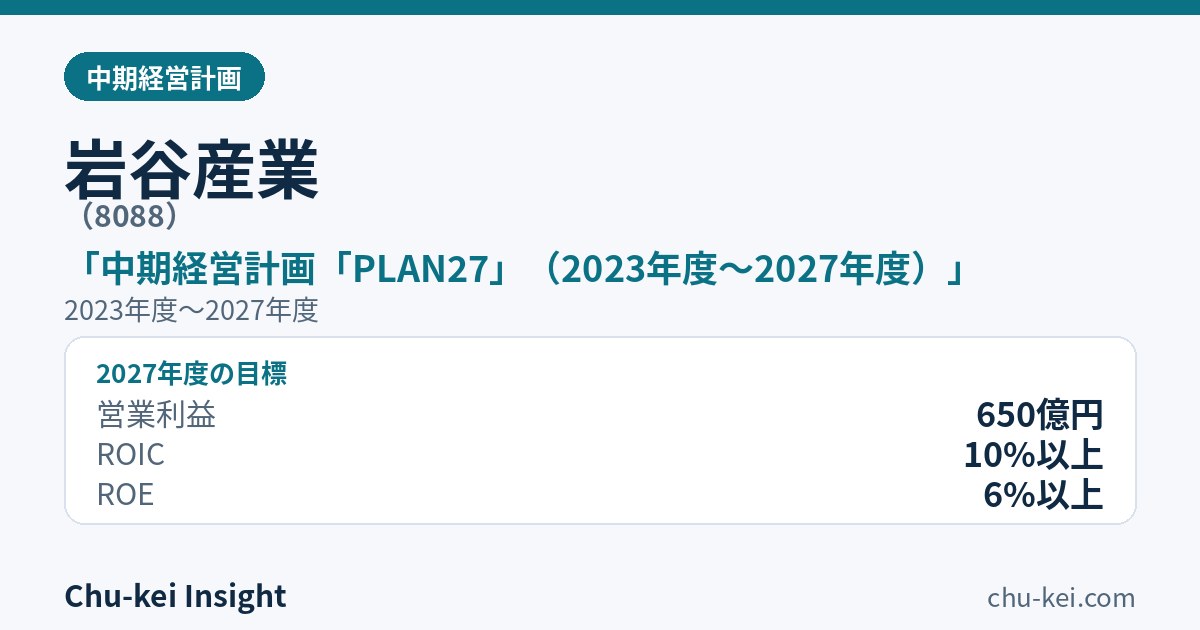 中期経営計画
岩谷産業
（8088）
「中期経営計画「PLAN27」（2023年度～2027年度）」
2023年度～2027年度
2027年度の目標
営業利益 650億円
ROIC 10%以上
ROE 6%以上
Chu-kei Insight chu-kei.com